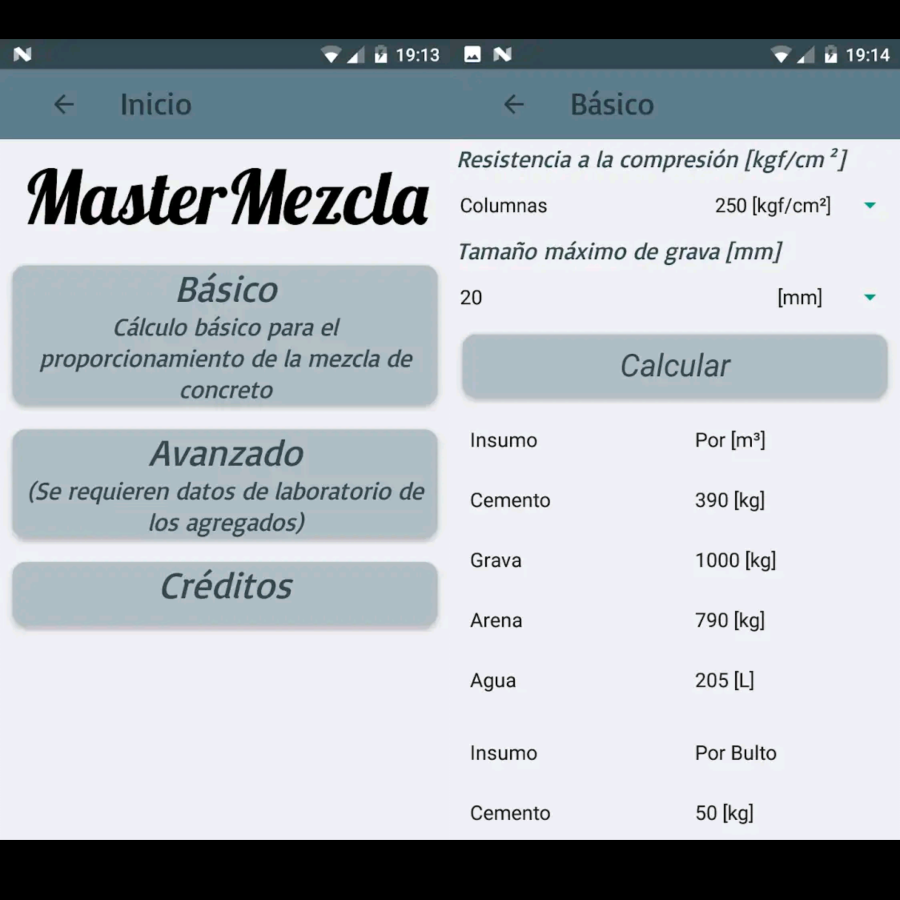 19:13
Inicio
MasterMezcla
Básico
Cálculo básico para el
proporcionamiento de la mezcla de
concreto
Avanzado
(Se requieren datos de laboratorio de
los agregados)
Créditos
19:14
Básico
Resistencia a la compresión [kgf/cm²]
Columnas 250 [kgf/cm²]
Tamaño máximo de grava [mm]
20 [mm]
Calcular
Insumo Por [m³]
Cemento 390 [kg]
Grava 1000 [kg]
Arena 790 [kg]
Agua 205 [L]
Insumo Por Bulto
Cemento 50 [kg]